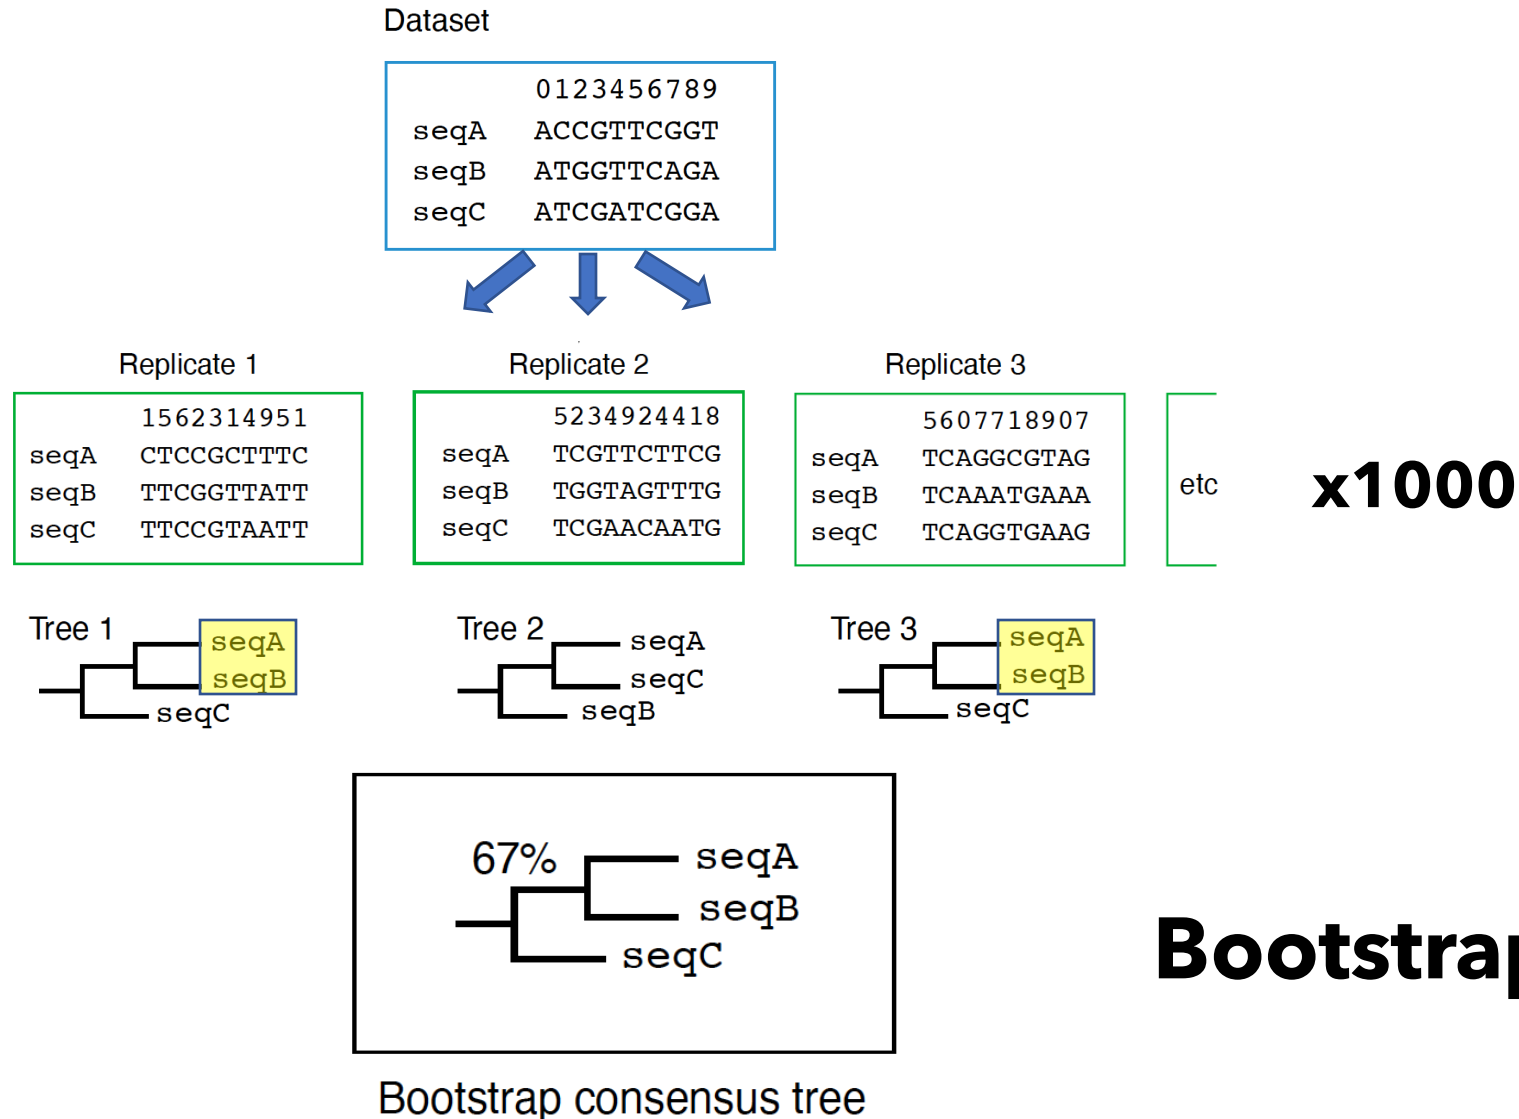 Dataset
0123456789
seqA ACCGTTCGGT
seqB ATGGTTCAGA
seqC ATCGATCGGA
Replicate 1
1562314951
seqA CTCCGCTTTC
seqB TTCGGTTATT
seqC TTCCGTAATT
Replicate 2
5234924418
seqA TCGTTCTTCG
seqB TGGTAGTTTG
seqC TCGAACAATG
Replicate 3
5607718907
seqA TCAGGCGTAG
seqB TCAAATGAAA
seqC TCAGGTGAAG
etc
x1000
Tree 1
seqA
seqB
seqC
Tree 2
seqA
seqC
seqB
Tree 3
seqA
seqB
seqC
67%
seqA
seqB
seqC
Bootstrap
Bootstrap consensus tree